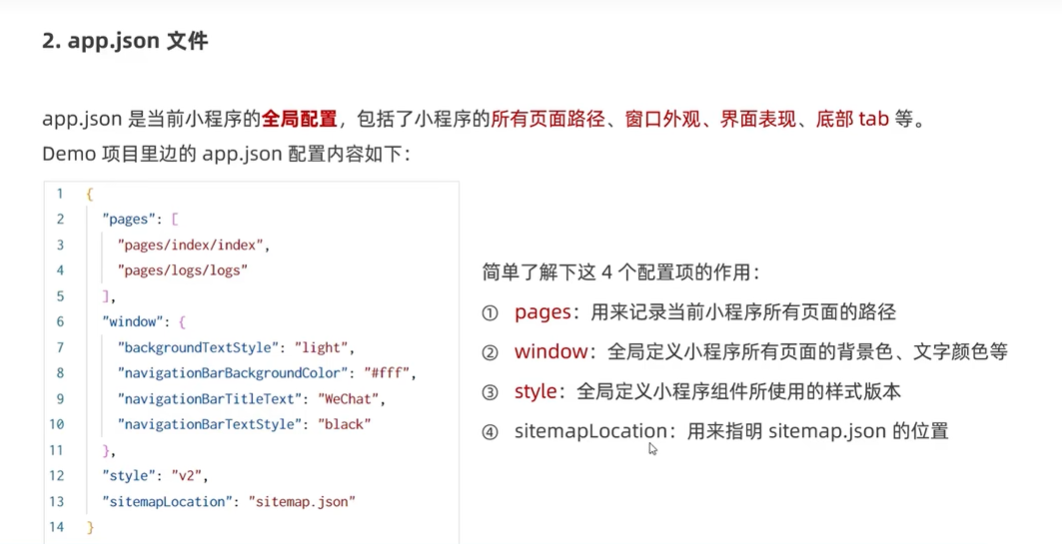 2. app.json 文件
app.json 是当前小程序的全局配置，包括了小程序的所有页面路径、窗口外观、界面表现、底部 tab 等。
Demo 项目里边的 app.json 配置内容如下：
1 {
2 "pages": [
3 "pages/index/index",
4 "pages/logs/logs"
5 ],
6 "window": {
7 "backgroundTextStyle": "light",
8 "navigationBarBackgroundColor": "#fff",
9 "navigationBarTitleText": "WeChat",
10 "navigationBarTextStyle": "black"
11 },
12 "style": "v2",
13 "sitemapLocation": "sitemap.json"
14 }
简单了解下这 4 个配置项的作用：
① pages：用来记录当前小程序所有页面的路径
② window：全局定义小程序所有页面的背景色、文字颜色等
③ style：全局定义小程序组件所使用的样式版本
④ sitemapLocation：用来指明 sitemap.json 的位置